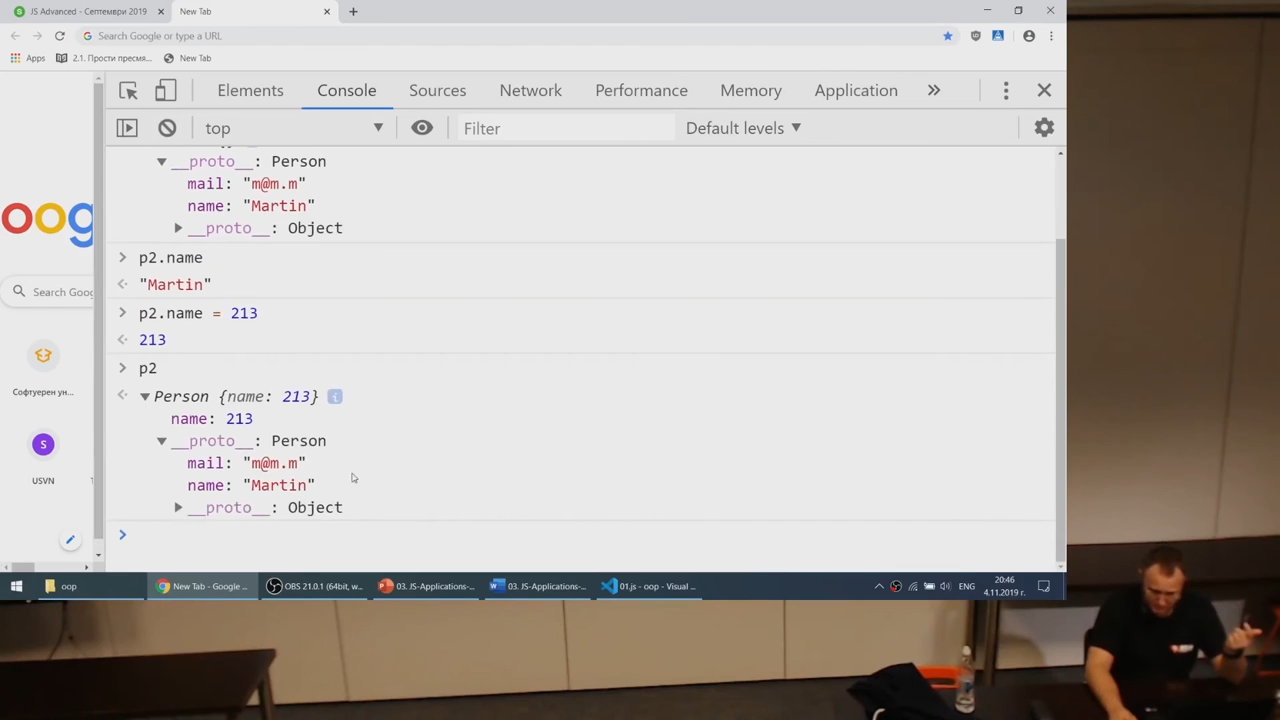 JS Advanced - Септември 2019
New Tab
Search Google or type a URL
Apps
2.1. Прости пресмя...
New Tab
Elements
Console
Sources
Network
Performance
Memory
Application
top
Filter
Default levels
oog
Search Goog
Софтуерен ун...
S
USVN
__proto__: Person
mail: "m@m.m"
name: "Martin"
__proto__: Object
p2.name
"Martin"
p2.name = 213
213
p2
Person {name: 213}
name: 213
__proto__: Person
mail: "m@m.m"
name: "Martin"
__proto__: Object
oop
New Tab - Google ...
OBS 21.0.1 (64bit, w...
03. JS-Applications-...
03. JS-Applications-...
01.js - oop - Visual ...
ЕНГ
20:46
4.11.2019 г.